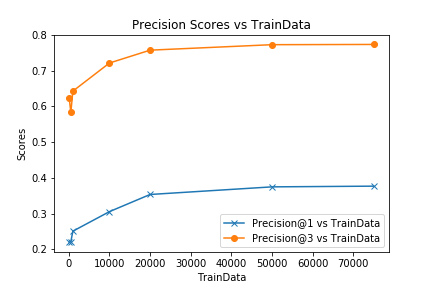 Precision Scores vs TrainData
0.8
0.7
0.6
0.5
0.4
0.3
0.2
Scores
Precision@1 vs TrainData
Precision@3 vs TrainData
0 10000 20000 30000 40000 50000 60000 70000
TrainData